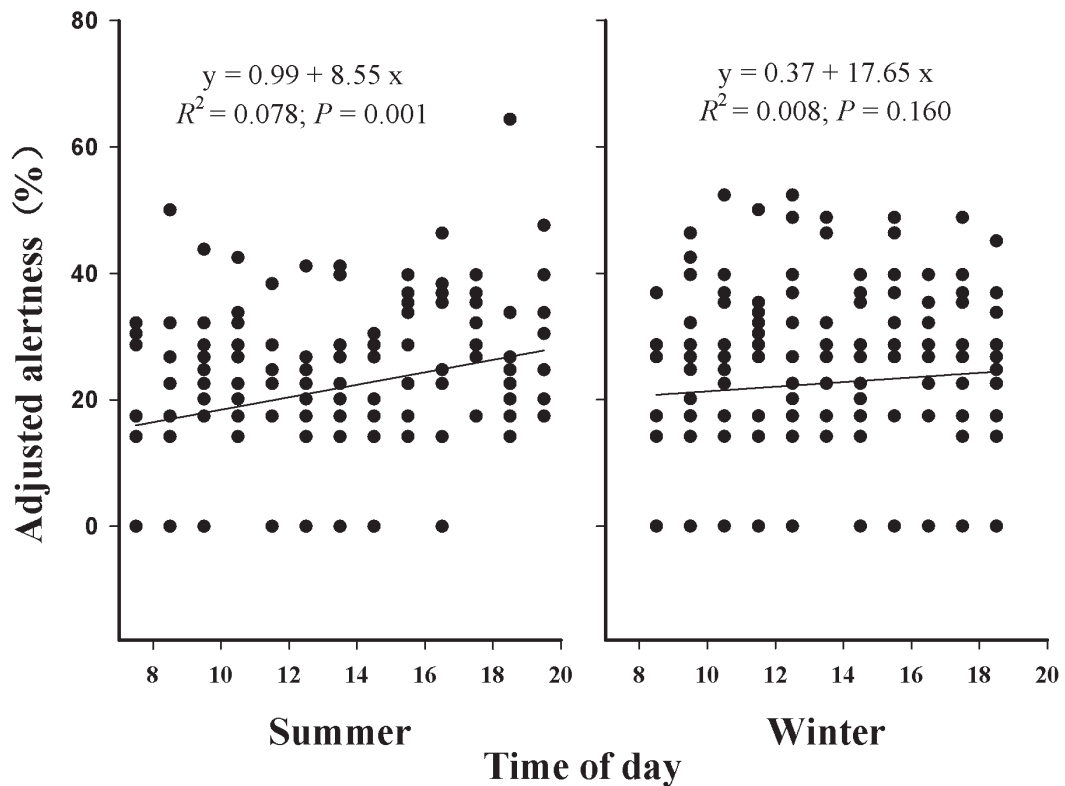 80
60
40
20
0
Adjusted alertness (%)
y = 0.99 + 8.55 x
R² = 0.078; P = 0.001
8 10 12 14 16 18 20
Summer
y = 0.37 + 17.65 x
R² = 0.008; P = 0.160
8 10 12 14 16 18 20
Winter
Time of day